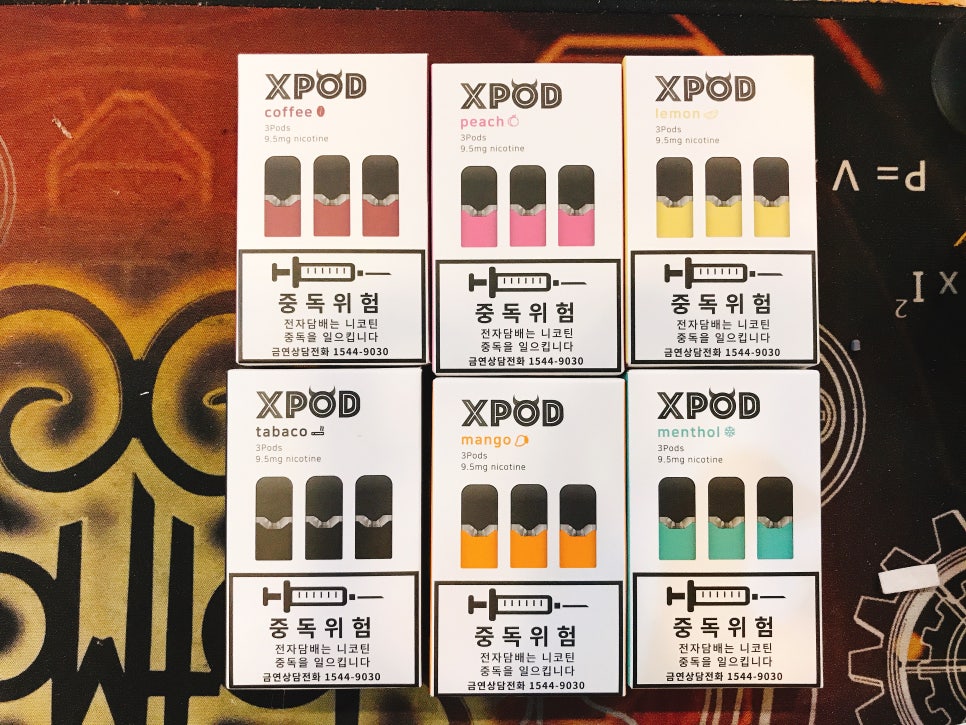 XPOD
coffee
3Pods
9.5mg nicotine
중독위험
전자담배는 니코틴
중독을 일으킵니다
금연상담전화 1544-9030
XPOD
peach
3Pods
9.5mg nicotine
중독위험
전자담배는 니코틴
중독을 일으킵니다
금연상담전화 1544-9030
XPOD
lemon
3Pods
9.5mg nicotine
중독위험
전자담배는 니코틴
중독을 일으킵니다
금연상담전화 1544-9030
XPOD
tabaco
3Pods
9.5mg nicotine
중독위험
전자담배는 니코틴
중독을 일으킵니다
금연상담전화 1544-9030
XPOD
mango
3Pods
9.5mg nicotine
중독위험
전자담배는 니코틴
중독을 일으킵니다
금연상담전화 1544-9030
XPOD
menthol
3Pods
9.5mg nicotine
중독위험
전자담배는 니코틴
중독을 일으킵니다
금연상담전화 1544-9030
P = V
I2 X